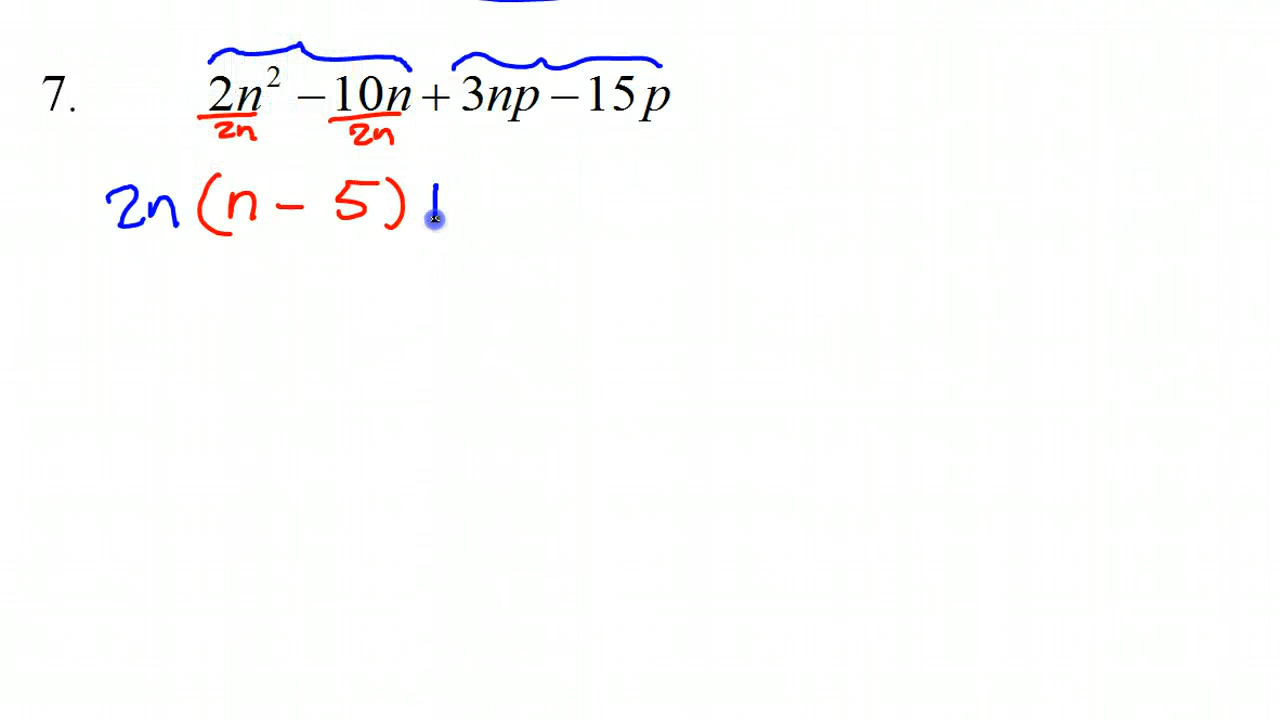 7. 2n² − 10n + 3np − 15p
2n 2n
2n (n − 5)